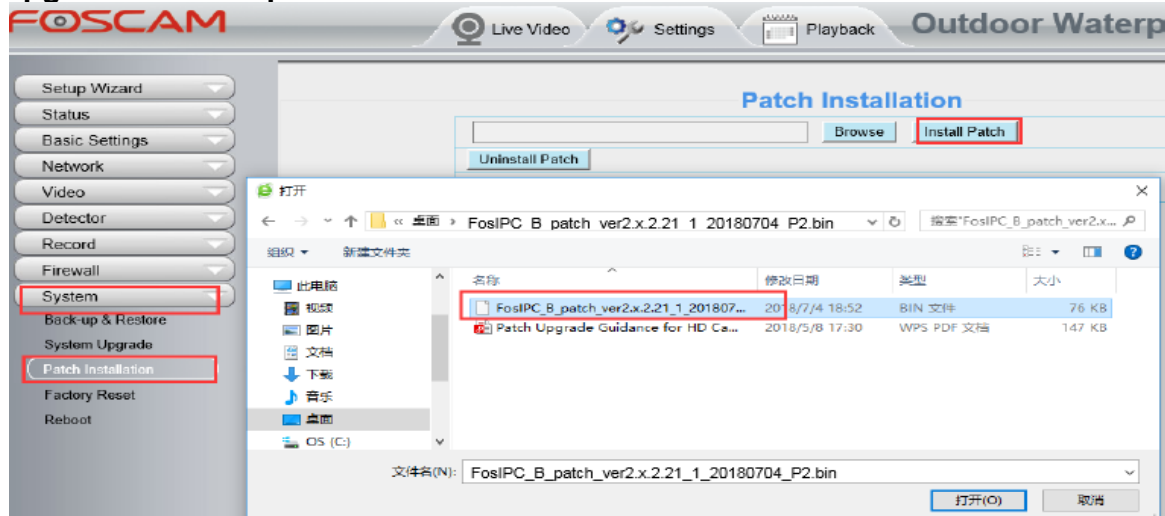 FOSCAM
Live Video
Settings
Playback
Outdoor Waterp
Setup Wizard
Status
Basic Settings
Network
Video
Detector
Record
Firewall
System
Back-up & Restore
System Upgrade
Patch Installation
Factory Reset
Reboot
Patch Installation
Browse
Install Patch
Uninstall Patch
打开
« 桌面 › FosIPC_B_patch_ver2.x.2.21_1_20180704_P2.bin
搜索"FosIPC_B_patch_ver2.x...
组织
新建文件夹
此电脑
视频
图片
文档
下载
音乐
桌面
OS (C:)
名称 修改日期 类型 大小
FosIPC_B_patch_ver2.x.2.21_1_201807... 2018/7/4 18:52 BIN 文件 76 KB
Patch Upgrade Guidance for HD Ca... 2018/5/8 17:30 WPS PDF 文档 147 KB
文件名(N): FosIPC_B_patch_ver2.x.2.21_1_20180704_P2.bin
打开(O)
取消